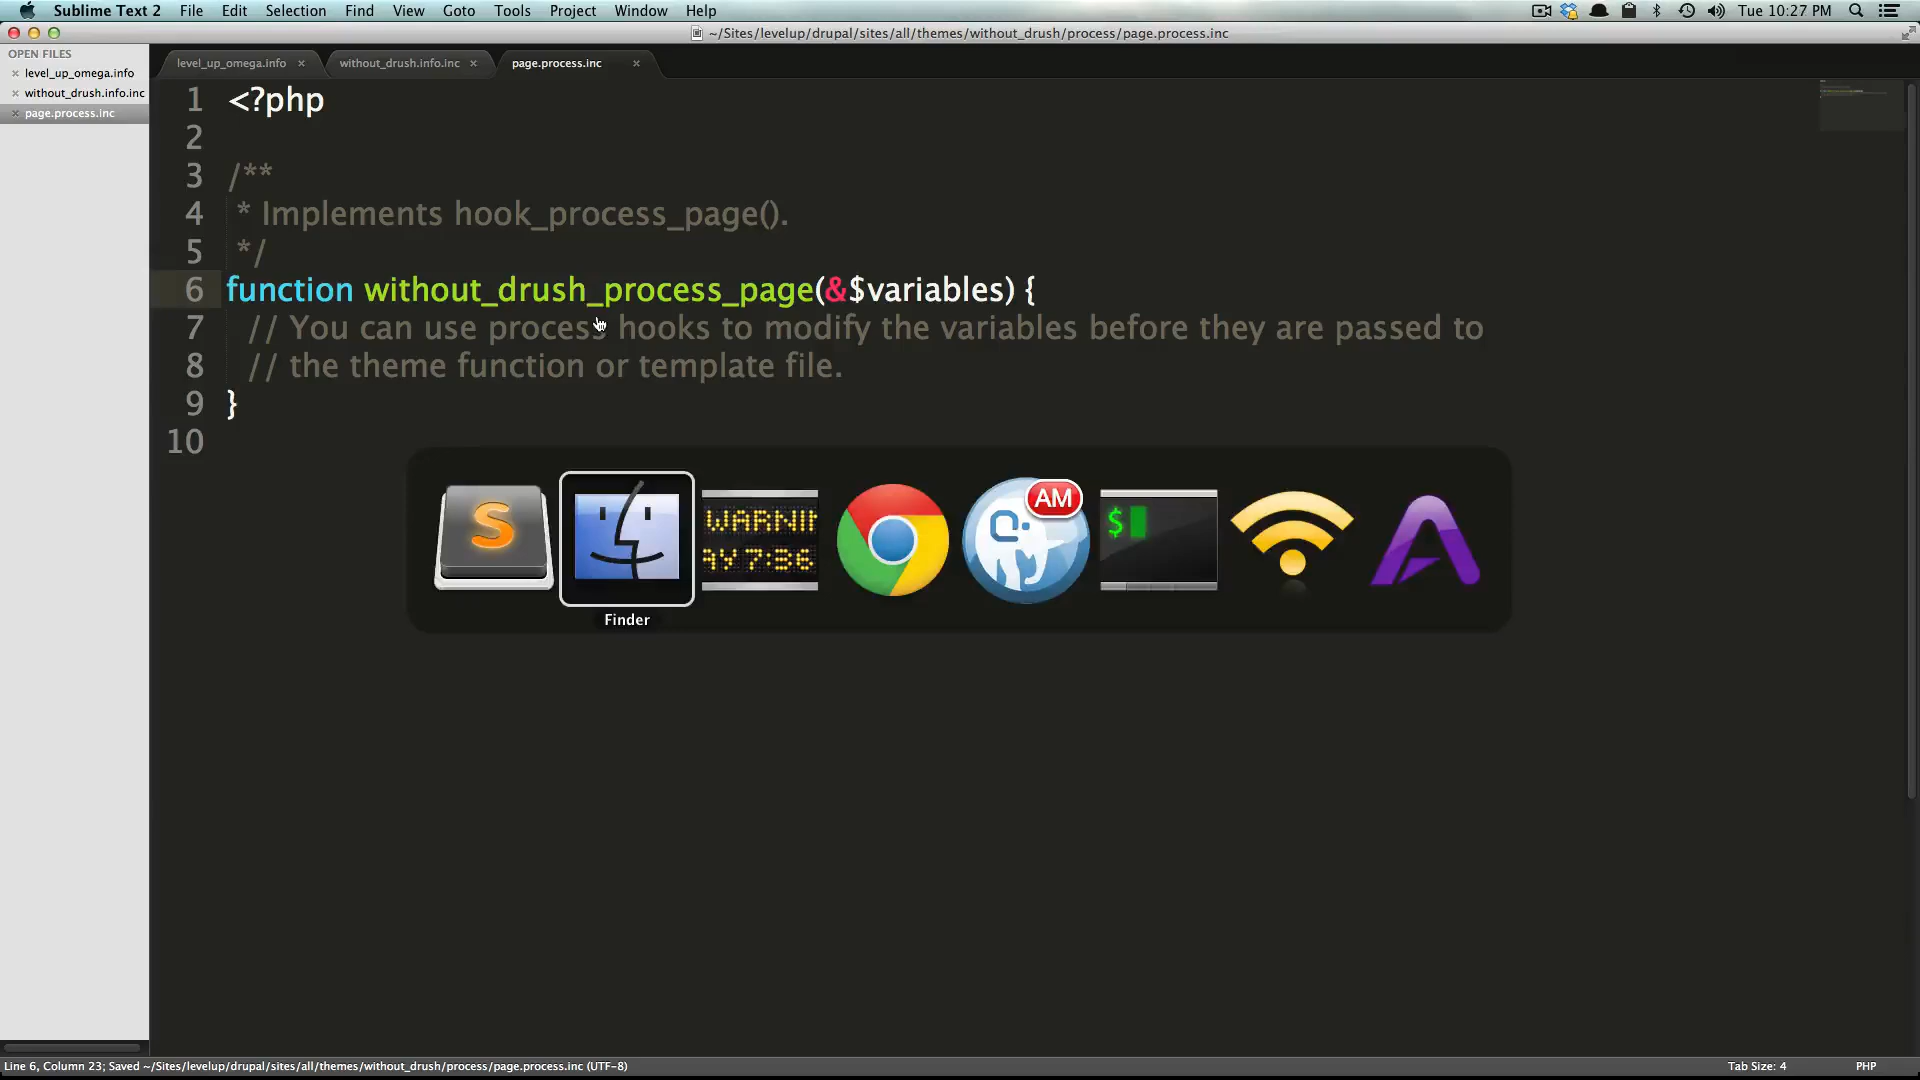 Sublime Text 2 File Edit Selection Find View Goto Tools Project Window Help Tue 10:27 PM
~/Sites/levelup/drupal/sites/all/themes/without_drush/process/page.process.inc
OPEN FILES
level_up_omega.info
without_drush.info.inc
page.process.inc
level_up_omega.info × without_drush.info.inc × page.process.inc ×
1 <?php
2
3 /**
4 * Implements hook_process_page().
5 */
6 function without_drush_process_page(&$variables) {
7 // You can use process hooks to modify the variables before they are passed to
8 // the theme function or template file.
9 }
10
S
WARNIN
AY 7:36
AM
$
Finder
Line 6, Column 23; Saved ~/Sites/levelup/drupal/sites/all/themes/without_drush/process/page.process.inc (UTF-8) Tab Size: 4 PHP